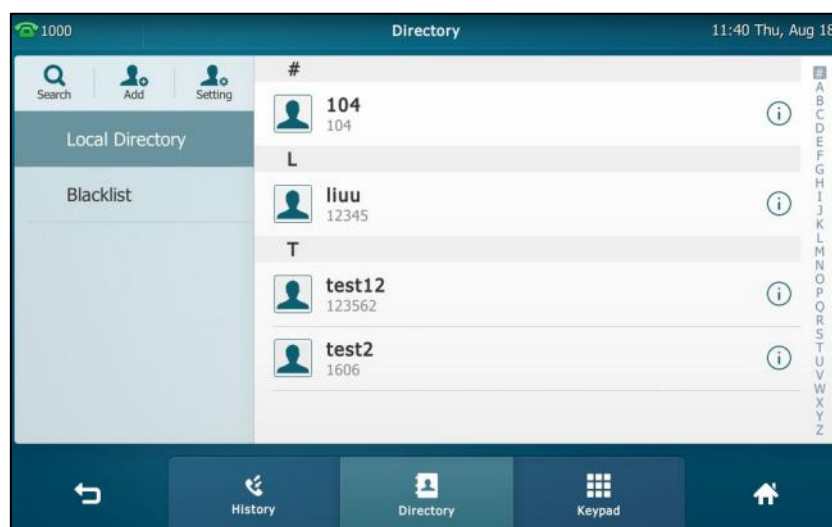 1000 Directory 11:40 Thu, Aug 18
Search Add Setting
Local Directory
Blacklist
#
104
104
L
liuu
12345
T
test12
123562
test2
1606
#
A
B
C
D
E
F
G
H
I
J
K
L
M
N
O
P
Q
R
S
T
U
V
W
X
Y
Z
History Directory Keypad